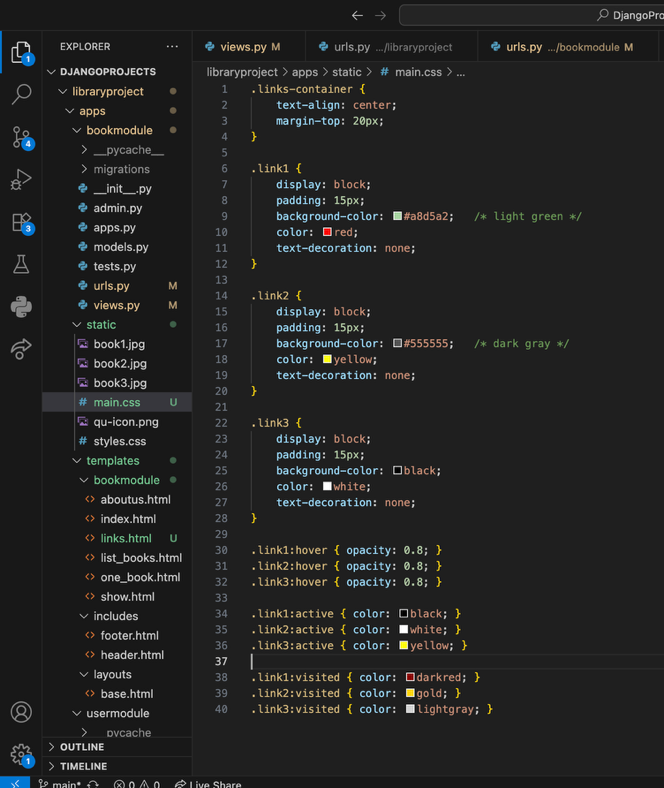 DjangoPro
EXPLORER ...
views.py M
urls.py .../libraryproject
urls.py .../bookmodule M
DJANGOPROJECTS
libraryproject > apps > static > # main.css > ...
libraryproject
apps
bookmodule
__pycache__
migrations
__init__.py
admin.py
apps.py
models.py
tests.py
urls.py M
views.py M
static
book1.jpg
book2.jpg
book3.jpg
# main.css U
qu-icon.png
# styles.css
templates
bookmodule
<> aboutus.html
<> index.html
<> links.html U
<> list_books.html
<> one_book.html
<> show.html
includes
<> footer.html
<> header.html
layouts
<> base.html
usermodule
__pycache
OUTLINE
TIMELINE
1
4
3
1
1 .links-container {
2 text-align: center;
3 margin-top: 20px;
4 }
5
6 .link1 {
7 display: block;
8 padding: 15px;
9 background-color: #a8d5a2; /* light green */
10 color: red;
11 text-decoration: none;
12 }
13
14 .link2 {
15 display: block;
16 padding: 15px;
17 background-color: #555555; /* dark gray */
18 color: yellow;
19 text-decoration: none;
20 }
21
22 .link3 {
23 display: block;
24 padding: 15px;
25 background-color: black;
26 color: white;
27 text-decoration: none;
28 }
29
30 .link1:hover { opacity: 0.8; }
31 .link2:hover { opacity: 0.8; }
32 .link3:hover { opacity: 0.8; }
33
34 .link1:active { color: black; }
35 .link2:active { color: white; }
36 .link3:active { color: yellow; }
37
38 .link1:visited { color: darkred; }
39 .link2:visited { color: gold; }
40 .link3:visited { color: lightgray; }
main* 0 0 Live Share